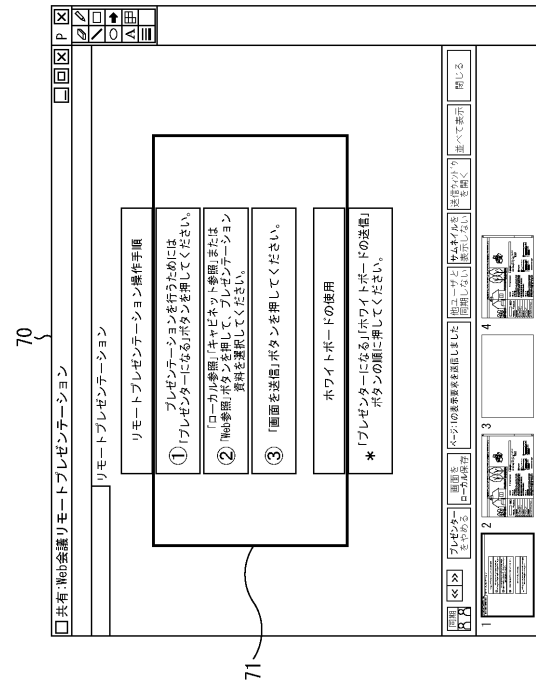 70
共有:Web会議リモートプレゼンテーション
P
A
リモートプレゼンテーション
リモートプレゼンテーション操作手順
① プレゼンテーションを行うためには
「プレゼンターになる」ボタンを押してください。
② 「ローカル参照」「キャビネット参照」または
「Web参照」ボタンを押して、プレゼンテーション
資料を選択してください。
③ 「画面を送信」ボタンを押してください。
ホワイトボードの使用
* 「プレゼンターになる」「ホワイトボードの送信」
ボタンの順に押してください。
71
同期
≪ ≫
プレゼンター
をやめる
画面を
ローカル保存
ページ:1の表示要求を送信しました
他ユーザと
同期しない
サムネイルを
表示しない
送信ウィンドウ
を開く
並べて表示
閉じる
1
2
3
4